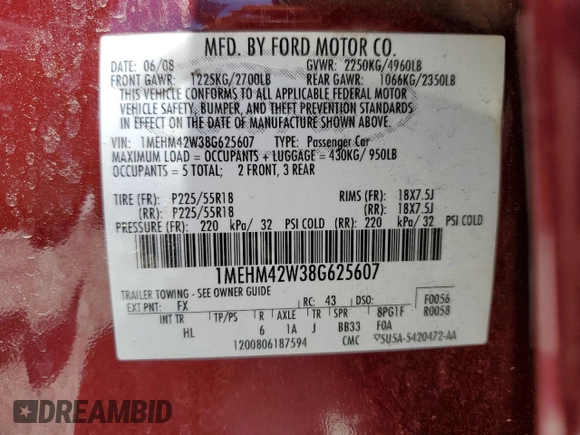 MFD. BY FORD MOTOR CO.
DATE: 06/08 GVWR: 2250KG/4960LB
FRONT GAWR: 1225KG/2700LB REAR GAWR: 1066KG/2350LB
THIS VEHICLE CONFORMS TO ALL APPLICABLE FEDERAL MOTOR
VEHICLE SAFETY, BUMPER, AND THEFT PREVENTION STANDARDS
IN EFFECT ON THE DATE OF MANUFACTURE SHOWN ABOVE.
VIN: 1MEHM42W38G625607 TYPE: Passenger Car
MAXIMUM LOAD = OCCUPANTS + LUGGAGE = 430KG/ 950LB
OCCUPANTS = 5 TOTAL: 2 FRONT, 3 REAR
TIRE (FR): P225/55R18 RIMS (FR): 18X7.5J
(RR): P225/55R18 (RR): 18X7.5J
PRESSURE (FR): 220 kPa/ 32 PSI COLD (RR): 220 kPa/ 32 PSI COLD
1MEHM42W38G625607
TRAILER TOWING - SEE OWNER GUIDE
EXT PNT: FX RC: 43 F0056
INT TR TP/PS R AXLE TR SPR 8PG1F R0058
HL 6 1A J BB33 F0A
1200806187594 CMC 5U5A-5420472-AA
DREAMBID